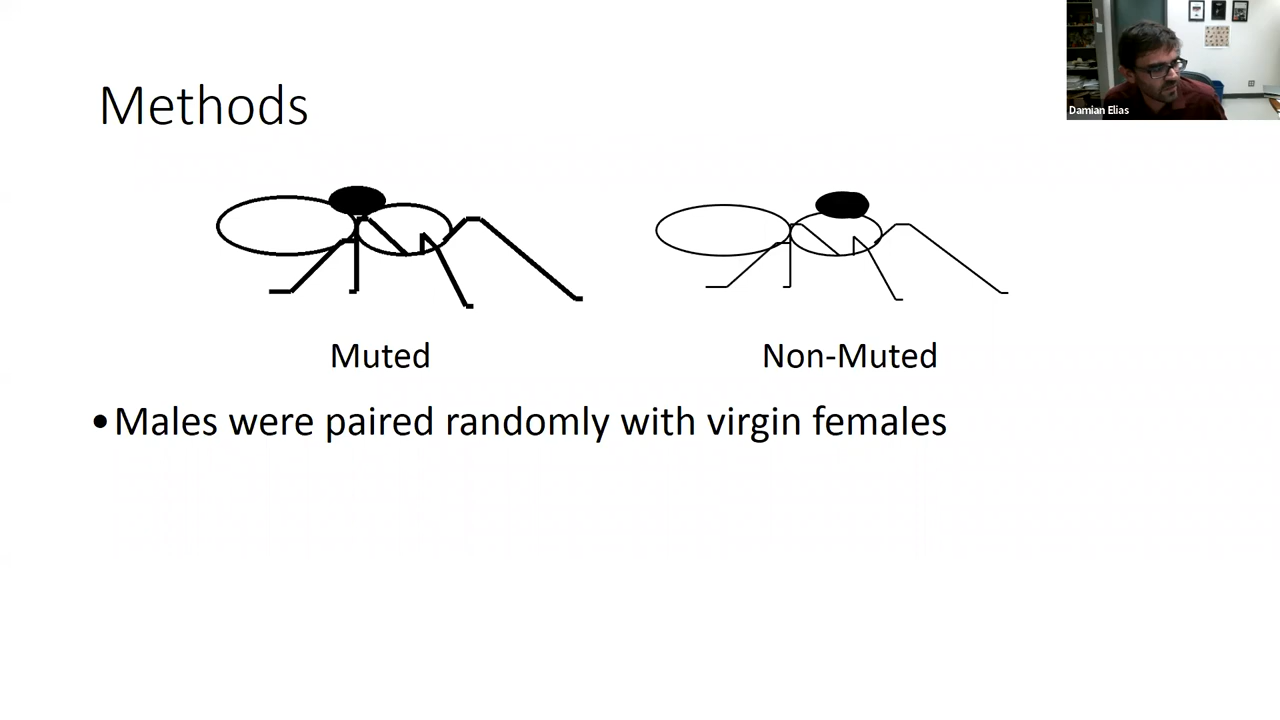 Damian Elias
Methods
Muted
Non-Muted
•Males were paired randomly with virgin females